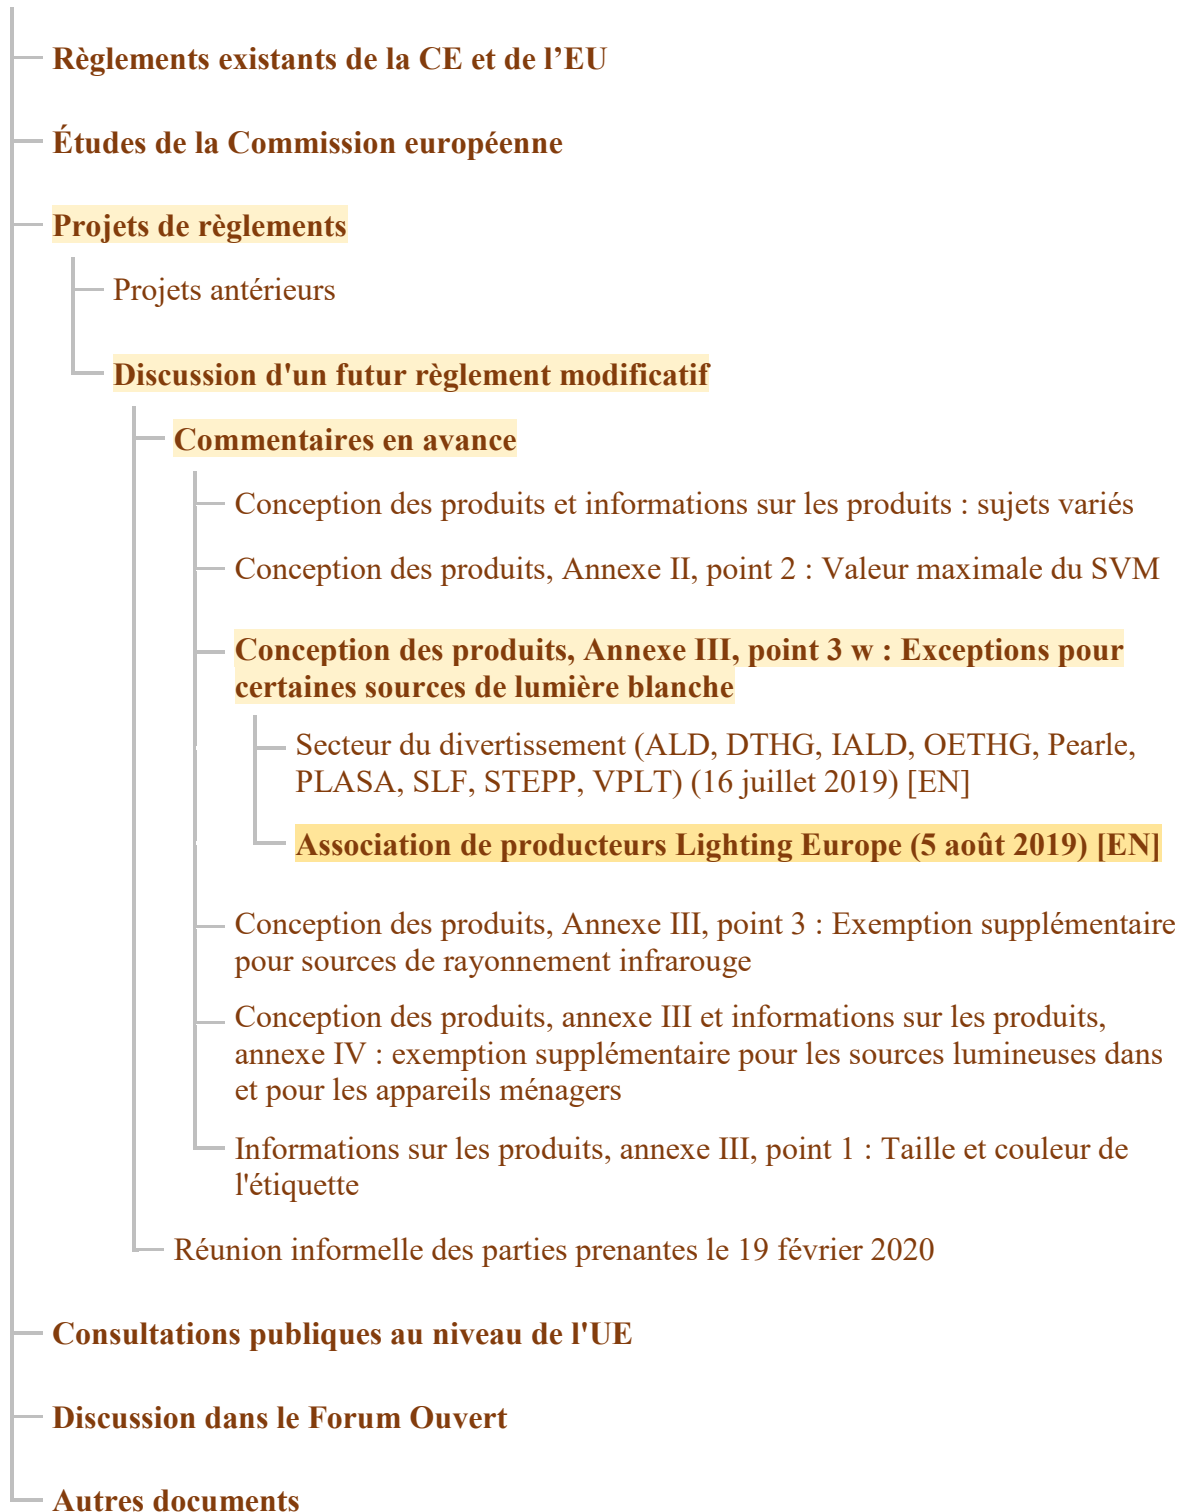 Règlements existants de la CE et de l’EU
Études de la Commission européenne
Projets de règlements
Projets antérieurs
Discussion d'un futur règlement modificatif
Commentaires en avance
Conception des produits et informations sur les produits : sujets variés
Conception des produits, Annexe II, point 2 : Valeur maximale du SVM
Conception des produits, Annexe III, point 3 w : Exceptions pour
certaines sources de lumière blanche
Secteur du divertissement (ALD, DTHG, IALD, OETHG, Pearle,
PLASA, SLF, STEPP, VPLT) (16 juillet 2019) [EN]
Association de producteurs Lighting Europe (5 août 2019) [EN]
Conception des produits, Annexe III, point 3 : Exemption supplémentaire
pour sources de rayonnement infrarouge
Conception des produits, annexe III et informations sur les produits,
annexe IV : exemption supplémentaire pour les sources lumineuses dans
et pour les appareils ménagers
Informations sur les produits, annexe III, point 1 : Taille et couleur de
l'étiquette
Réunion informelle des parties prenantes le 19 février 2020
Consultations publiques au niveau de l'UE
Discussion dans le Forum Ouvert
Autres documents